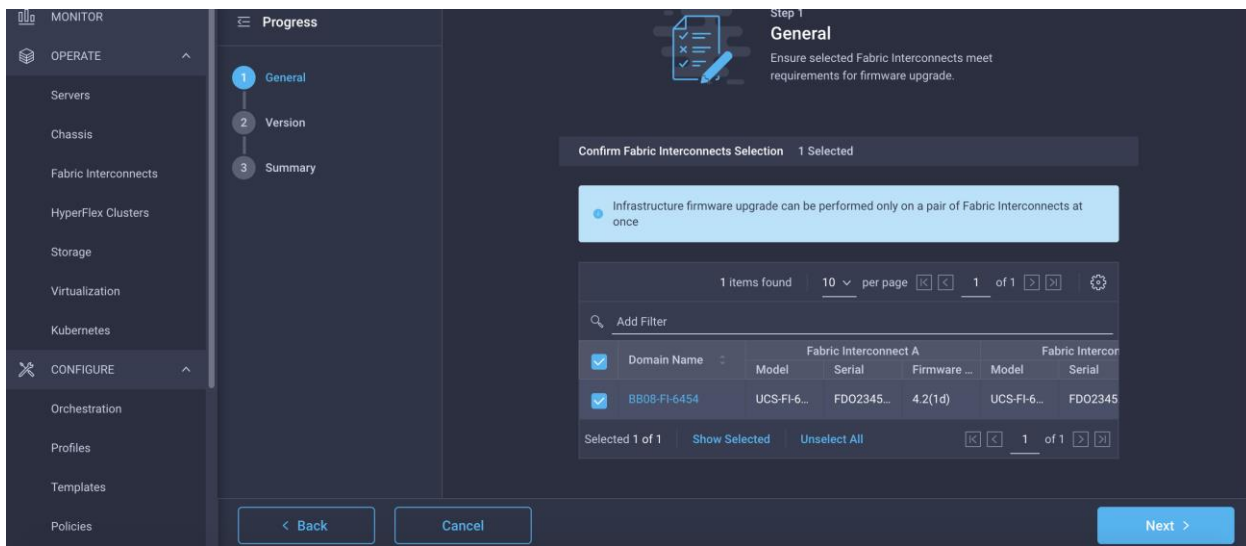 MONITOR
OPERATE
Servers
Chassis
Fabric Interconnects
HyperFlex Clusters
Storage
Virtualization
Kubernetes
CONFIGURE
Orchestration
Profiles
Templates
Policies
Progress
1 General
2 Version
3 Summary
Step 1
General
Ensure selected Fabric Interconnects meet
requirements for firmware upgrade.
Confirm Fabric Interconnects Selection 1 Selected
Infrastructure firmware upgrade can be performed only on a pair of Fabric Interconnects at
once
1 items found 10 per page 1 of 1
Add Filter
Fabric Interconnect A Fabric Intercon
Domain Name Model Serial Firmware ... Model Serial
BB08-FI-6454 UCS-FI-6... FDO2345... 4.2(1d) UCS-FI-6... FDO2345
Selected 1 of 1 Show Selected Unselect All 1 of 1
< Back Cancel Next >